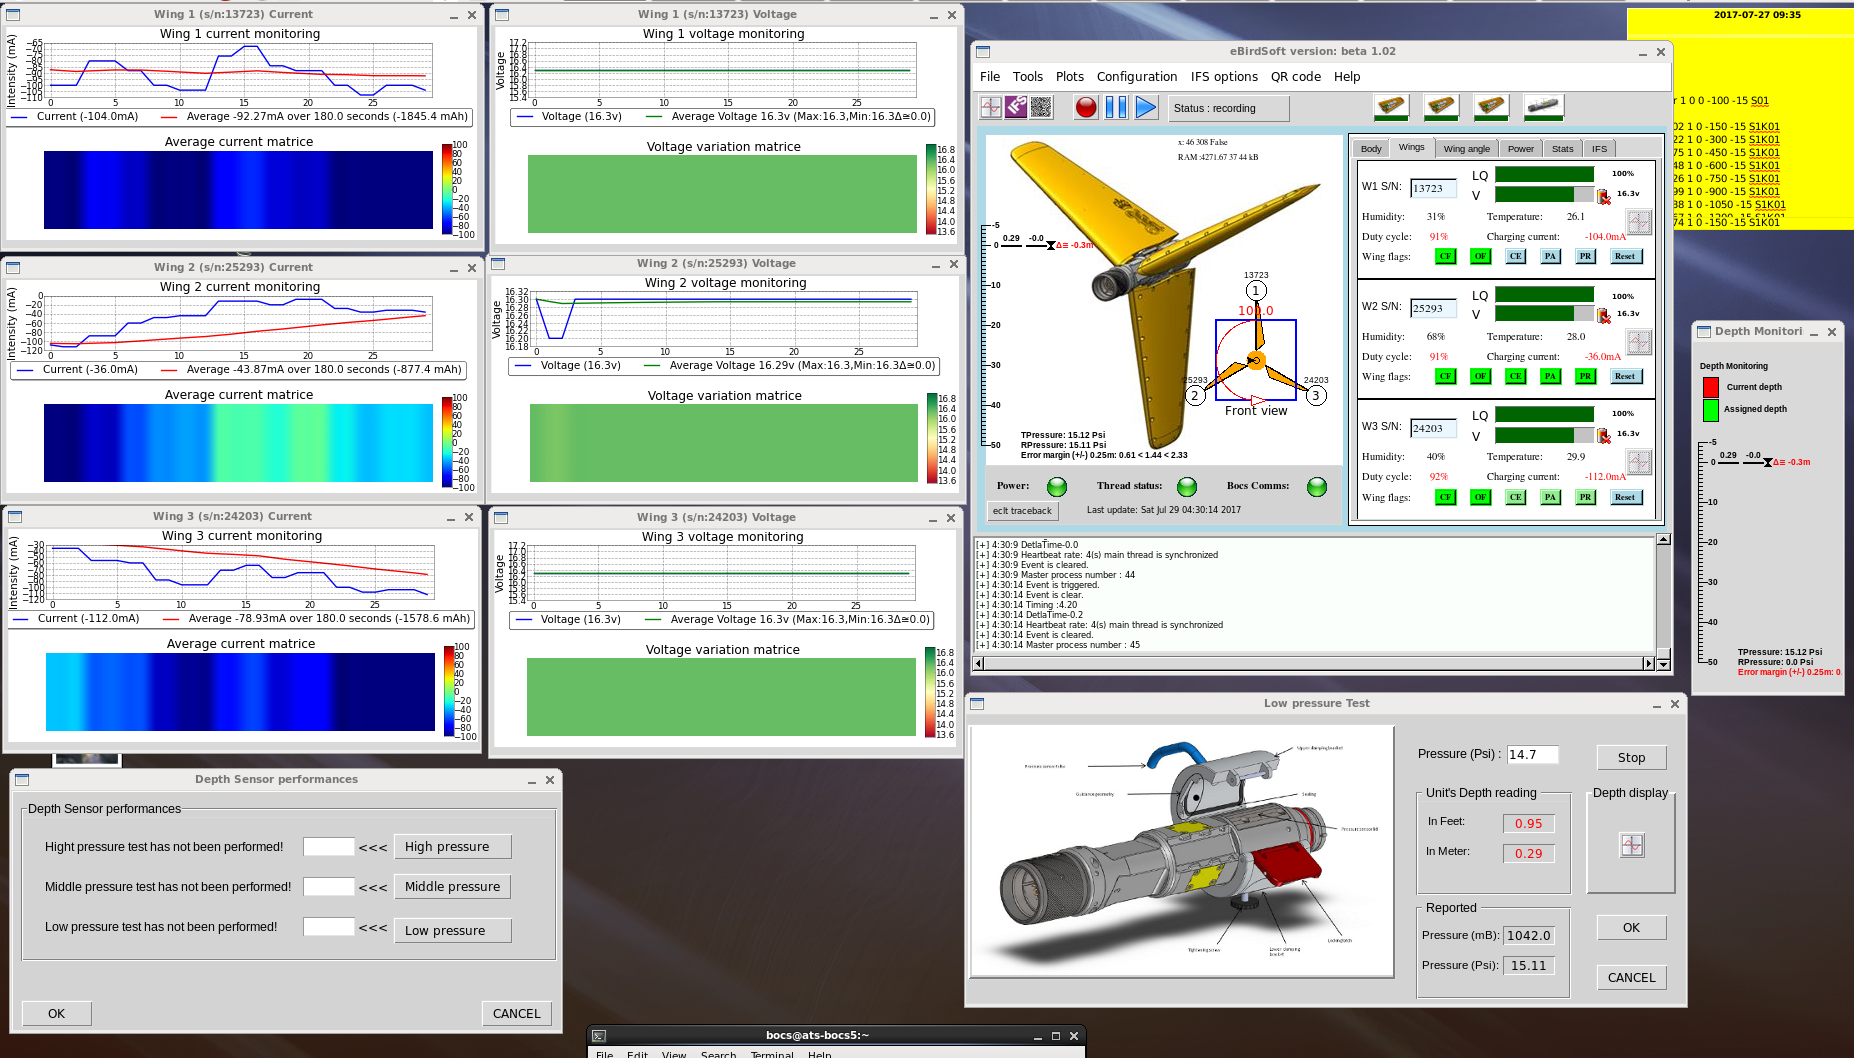 Wing 1 (s/n:13723) Current
Wing 1 current monitoring
Intensity (mA)
−65
−70
−75
−80
−85
−90
−95
−100
−105
−110
0 5 10 15 20 25
Current (-104.0mA) Average -92.27mA over 180.0 seconds (-1845.4 mAh)
Average current matrice
100
80
60
40
20
0
−20
−40
−60
−80
−100
Wing 1 (s/n:13723) Voltage
Wing 1 voltage monitoring
Voltage
17.2
17.0
16.8
16.6
16.4
16.2
16.0
15.8
15.6
15.4
0 5 10 15 20 25
Voltage (16.3v) Average Voltage 16.3v (Max:16.3,Min:16.3Δ≅0.0)
Voltage variation matrice
16.8
16.4
16.0
15.6
15.2
14.8
14.4
14.0
13.6
Wing 2 (s/n:25293) Current
Wing 2 current monitoring
Intensity (mA)
0
−20
−40
−60
−80
−100
−120
0 5 10 15 20 25
Current (-36.0mA) Average -43.87mA over 180.0 seconds (-877.4 mAh)
Average current matrice
100
80
60
40
20
0
−20
−40
−60
−80
−100
Wing 2 (s/n:25293) Voltage
Wing 2 voltage monitoring
Voltage
16.32
16.30
16.28
16.26
16.24
16.22
16.20
16.18
0 5 10 15 20 25
Voltage (16.3v) Average Voltage 16.29v (Max:16.3,Min:16.3Δ≅0.0)
Voltage variation matrice
16.8
16.4
16.0
15.6
15.2
14.8
14.4
14.0
13.6
Wing 3 (s/n:24203) Current
Wing 3 current monitoring
Intensity (mA)
−30
−40
−50
−60
−70
−80
−90
−100
−110
−120
0 5 10 15 20 25
Current (-112.0mA) Average -78.93mA over 180.0 seconds (-1578.6 mAh)
Average current matrice
100
80
60
40
20
0
−20
−40
−60
−80
−100
Wing 3 (s/n:24203) Voltage
Wing 3 voltage monitoring
Voltage
17.2
17.0
16.8
16.6
16.4
16.2
16.0
15.8
15.6
15.4
0 5 10 15 20 25
Voltage (16.3v) Average Voltage 16.3v (Max:16.3,Min:16.3Δ≅0.0)
Voltage variation matrice
16.8
16.4
16.0
15.6
15.2
14.8
14.4
14.0
13.6
Depth Sensor performances
Depth Sensor performances
Hight pressure test has not been performed! <<< High pressure
Middle pressure test has not been performed! <<< Middle pressure
Low pressure test has not been performed! <<< Low pressure
OK CANCEL
bocs@ats-bocs5:~
File Edit View Search Terminal Help
eBirdSoft version: beta 1.02
File Tools Plots Configuration IFS options QR code Help
IFS
Status : recording
x: 46 308 False
RAM :4271.67 37 44 kB
-5
0
-10
-20
-30
-40
-50
0.29 -0.0 Δ≅ -0.3m
13723
1
100.0
25293
2
24203
3
Front view
TPressure: 15.12 Psi
RPressure: 15.11 Psi
Error margin (+/-) 0.25m: 0.61 < 1.44 < 2.33
Power: Thread status: Bocs Comms:
eclt traceback Last update: Sat Jul 29 04:30:14 2017
Body Wings Wing angle Power Stats IFS
W1 S/N: 13723 LQ 100%
V 16.3v
Humidity: 31% Temperature: 26.1
Duty cycle: 91% Charging current: -104.0mA
Wing flags: CF OF CE PA PR Reset
W2 S/N: 25293 LQ 100%
V 16.3v
Humidity: 68% Temperature: 28.0
Duty cycle: 91% Charging current: -36.0mA
Wing flags: CF OF CE PA PR Reset
W3 S/N: 24203 LQ 100%
V 16.3v
Humidity: 40% Temperature: 29.9
Duty cycle: 92% Charging current: -112.0mA
Wing flags: CF OF CE PA PR Reset
[+] 4:30:9 DetlaTime-0.0
[+] 4:30:9 Heartbeat rate: 4(s) main thread is synchronized
[+] 4:30:9 Event is cleared.
[+] 4:30:9 Master process number : 44
[+] 4:30:14 Event is triggered.
[+] 4:30:14 Event is clear.
[+] 4:30:14 Timing :4.20
[+] 4:30:14 DetlaTime-0.2
[+] 4:30:14 Heartbeat rate: 4(s) main thread is synchronized
[+] 4:30:14 Event is cleared.
[+] 4:30:14 Master process number : 45
2017-07-27 09:35
r 1 0 0 -100 -15 S01
02 1 0 -150 -15 S1K01
2 1 0 -300 -15 S1K01
75 1 0 -450 -15 S1K01
48 1 0 -600 -15 S1K01
26 1 0 -750 -15 S1K01
99 1 0 -900 -15 S1K01
38 1 0 -1050 -15 S1K01
74 1 0 -150 -15 S1K01
Depth Monitori
Depth Monitoring
Current depth
Assigned depth
-5
0
-10
-20
-30
-40
-50
0.29 -0.0 Δ≅ -0.3m
TPressure: 15.12 Psi
RPressure: 0.0 Psi
Error margin (+/-) 0.25m: 0.
Low pressure Test
Pressure (Psi) : 14.7 Stop
Unit's Depth reading
In Feet: 0.95
In Meter: 0.29
Depth display
Reported
Pressure (mB): 1042.0
Pressure (Psi): 15.11
OK
CANCEL
Upper clamping bracket
Pressure sensor tube
Guidance geometry
Sealing
Tightening screw
Lower clamping
bracket
Locking latch